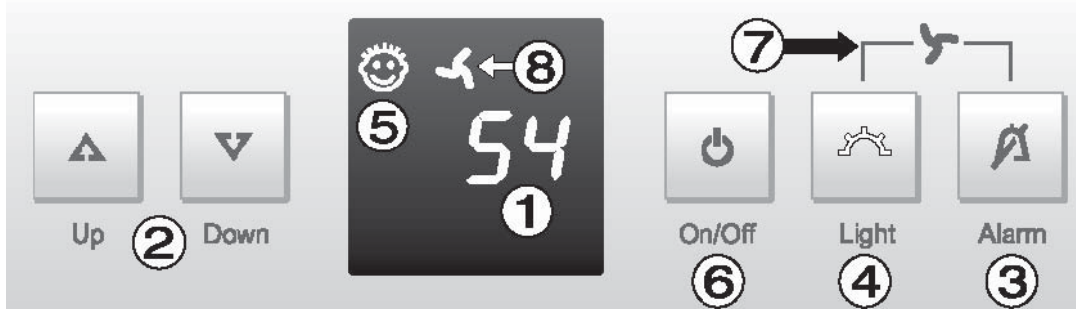 ⑦
⑧
⑤
54
①
Up ② Down
On/Off Light Alarm
⑥ ④ ③